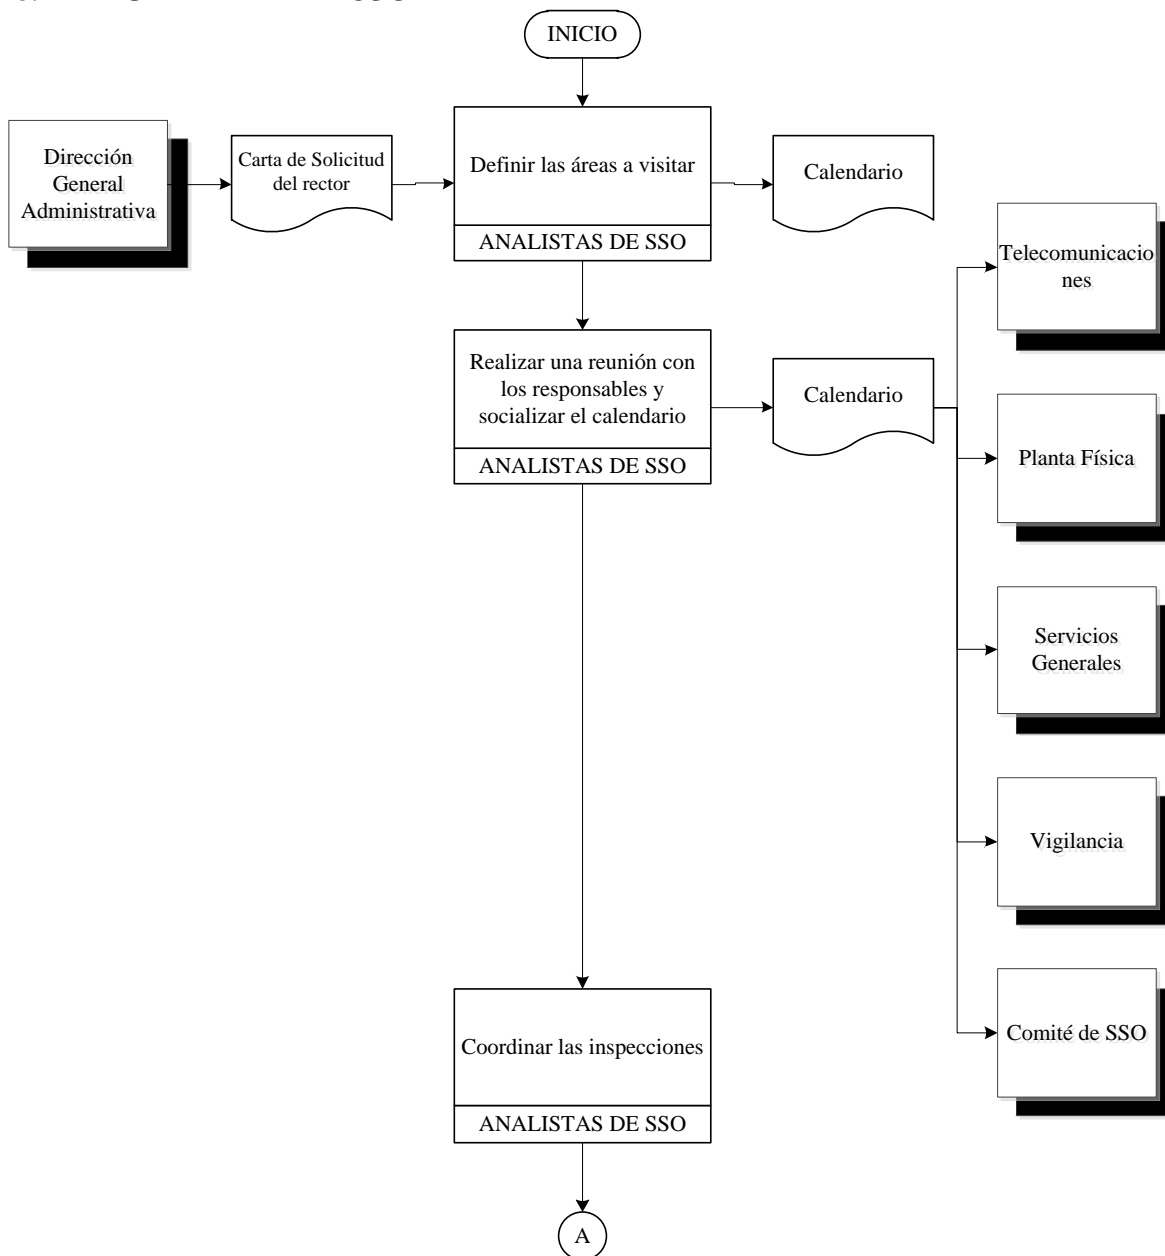 INICIO
Dirección
General
Administrativa
Carta de Solicitud
del rector
Definir las áreas a visitar
ANALISTAS DE SSO
Calendario
Realizar una reunión con
los responsables y
socializar el calendario
ANALISTAS DE SSO
Calendario
Telecomunicacio
nes
Planta Física
Servicios
Generales
Vigilancia
Comité de SSO
Coordinar las inspecciones
ANALISTAS DE SSO
A